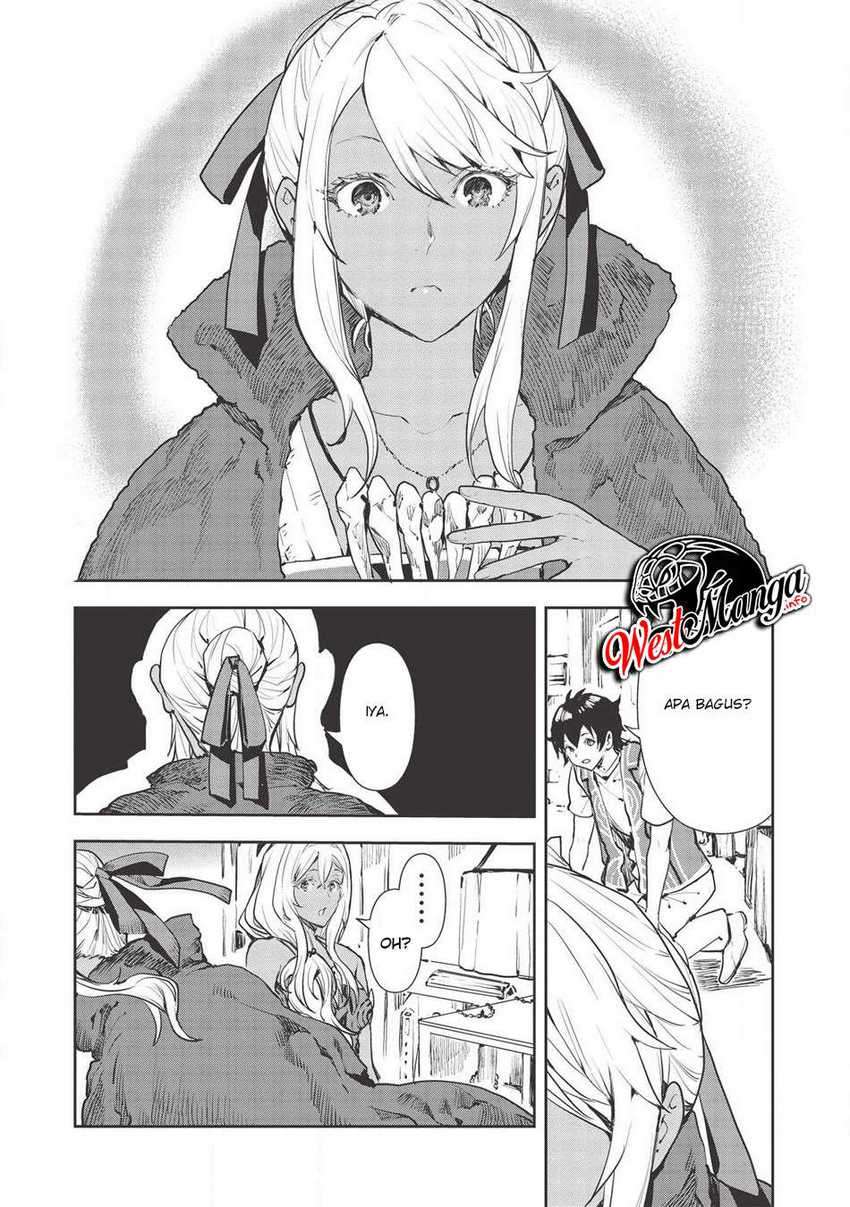 WestManga
.info
APA BAGUS?
IYA.
......
OH?